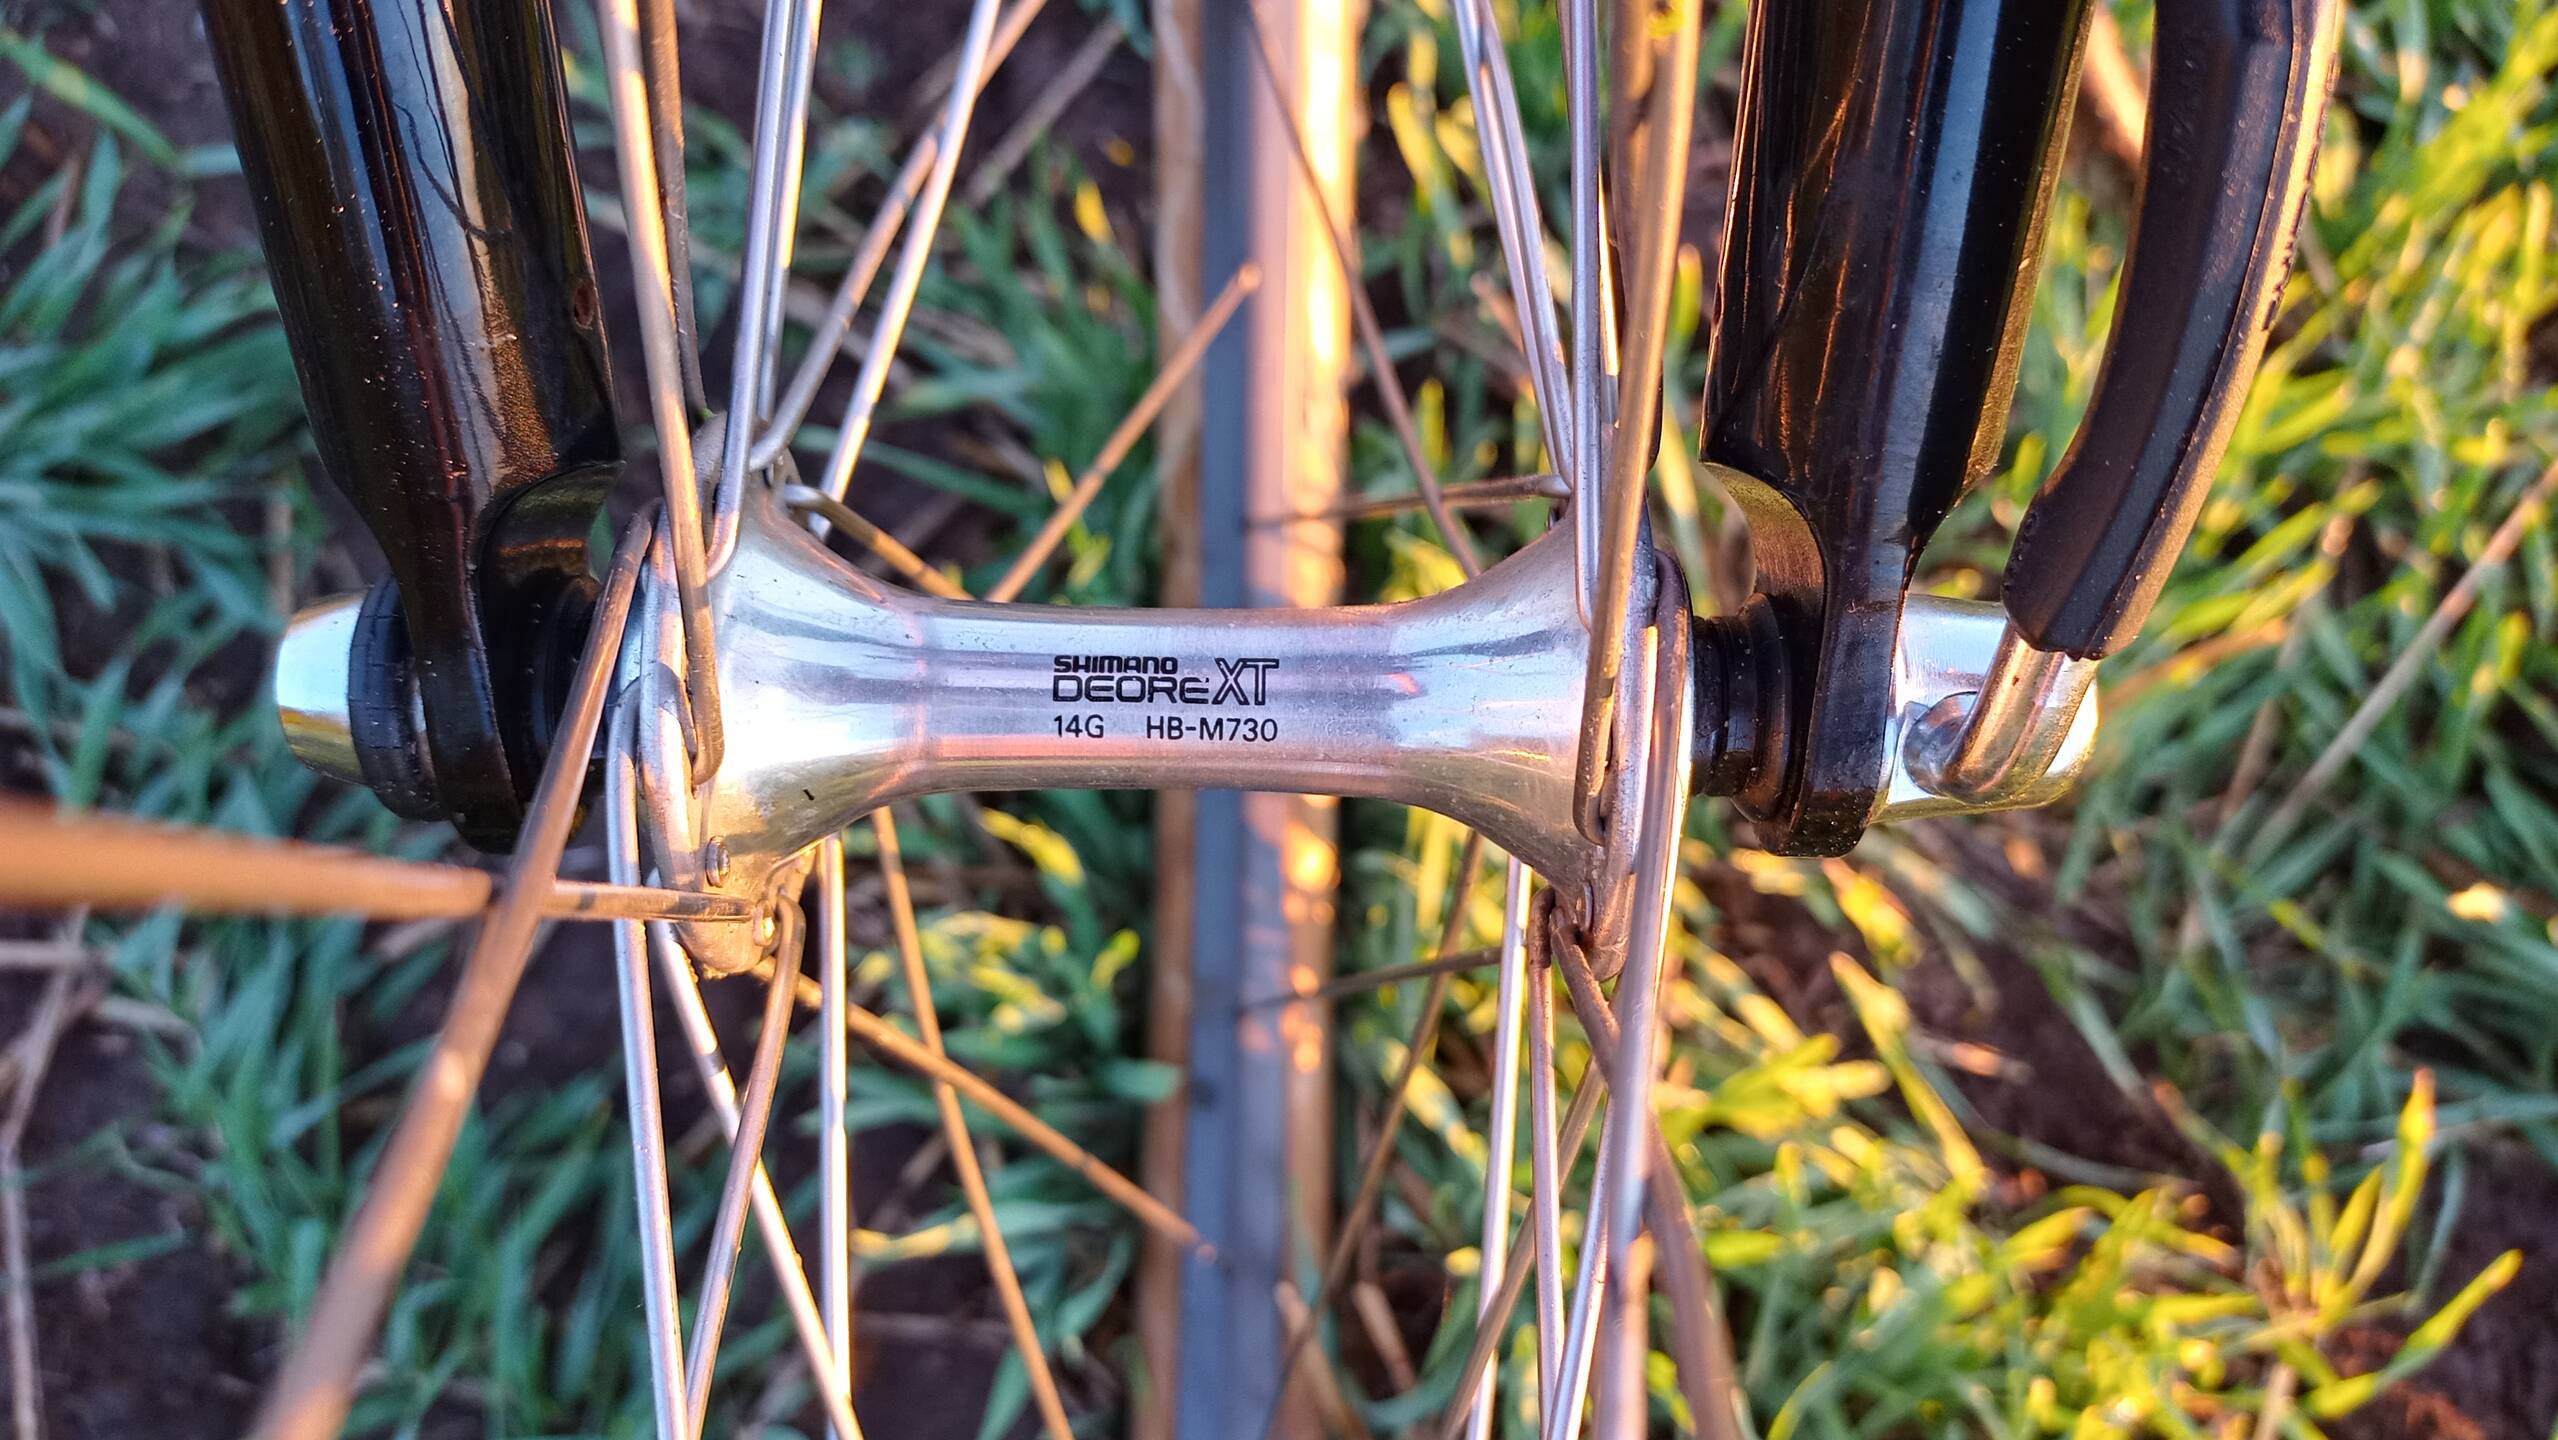 SHIMANO
DEORE XT
14G HB-M730